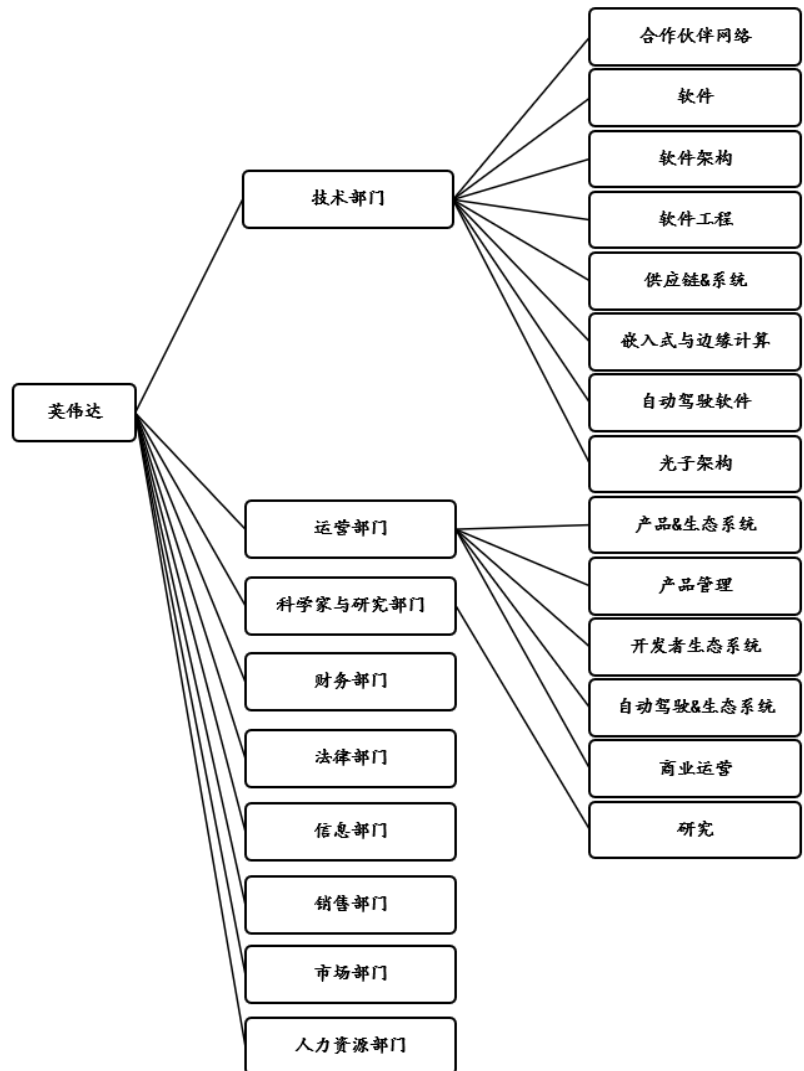 英伟达
技术部门
合作伙伴网络
软件
软件架构
软件工程
供应链&系统
嵌入式与边缘计算
自动驾驶软件
光子架构
运营部门
产品&生态系统
产品管理
开发者生态系统
自动驾驶&生态系统
商业运营
科学家与研究部门
研究
财务部门
法律部门
信息部门
销售部门
市场部门
人力资源部门